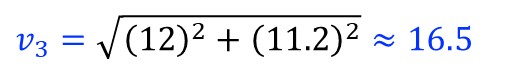 v₃ = √(12)² + (11.2)² ≈ 16.5